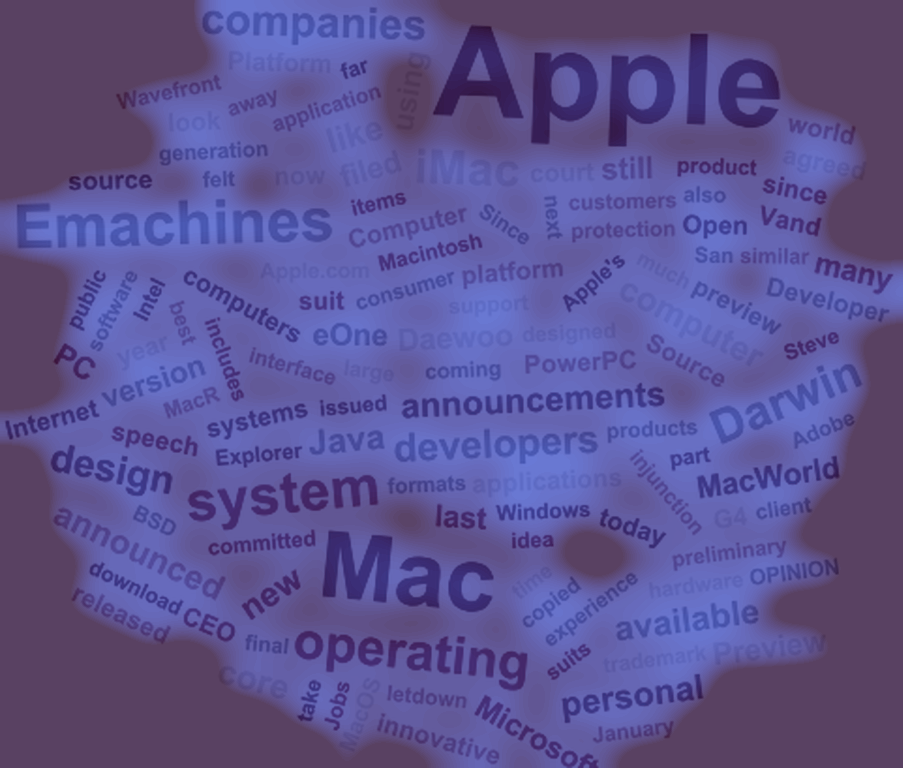 companies
Apple
Platform far using
Wavefront away application
look like world
generation now filed iMac court still product agreed
source felt items next customers also since
Emachines Computer Since protection Open Vand
Macintosh San similar many
Apple.com consumer platform Apple's much preview Developer
public software Intel computers suit support computer
best eOne Daewoo designed Steve
PC year includes interface large coming PowerPC Source
Internet version MacR systems issued announcements Darwin
speech Explorer Java developers products Adobe
design system formats applications injunction part MacWorld
BSD last Windows today G4 client
announced committed Mac idea preliminary
download new time copied experience hardware OPINION
released CEO final operating suits available
core trademark Preview
take Jobs MacOS letdown Microsoft personal
innovative January